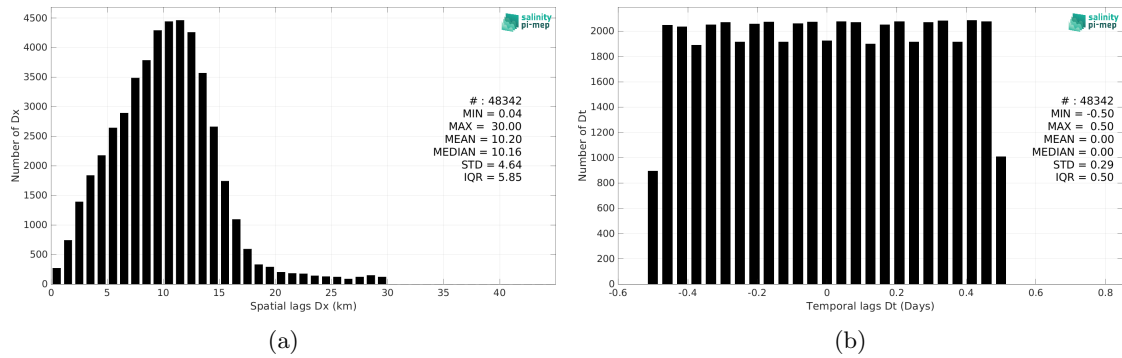 4500
4000
3500
3000
2500
2000
1500
1000
500
0
Number of Dx
0 5 10 15 20 25 30 35 40
Spatial lags Dx (km)
salinity
pi-mep
# : 48342
MIN = 0.04
MAX = 30.00
MEAN = 10.20
MEDIAN = 10.16
STD = 4.64
IQR = 5.85
(a)
2000
1800
1600
1400
1200
1000
800
600
400
200
0
Number of Dt
-0.6 -0.4 -0.2 0 0.2 0.4 0.6 0.8
Temporal lags Dt (Days)
salinity
pi-mep
# : 48342
MIN = -0.50
MAX = 0.50
MEAN = 0.00
MEDIAN = 0.00
STD = 0.29
IQR = 0.50
(b)